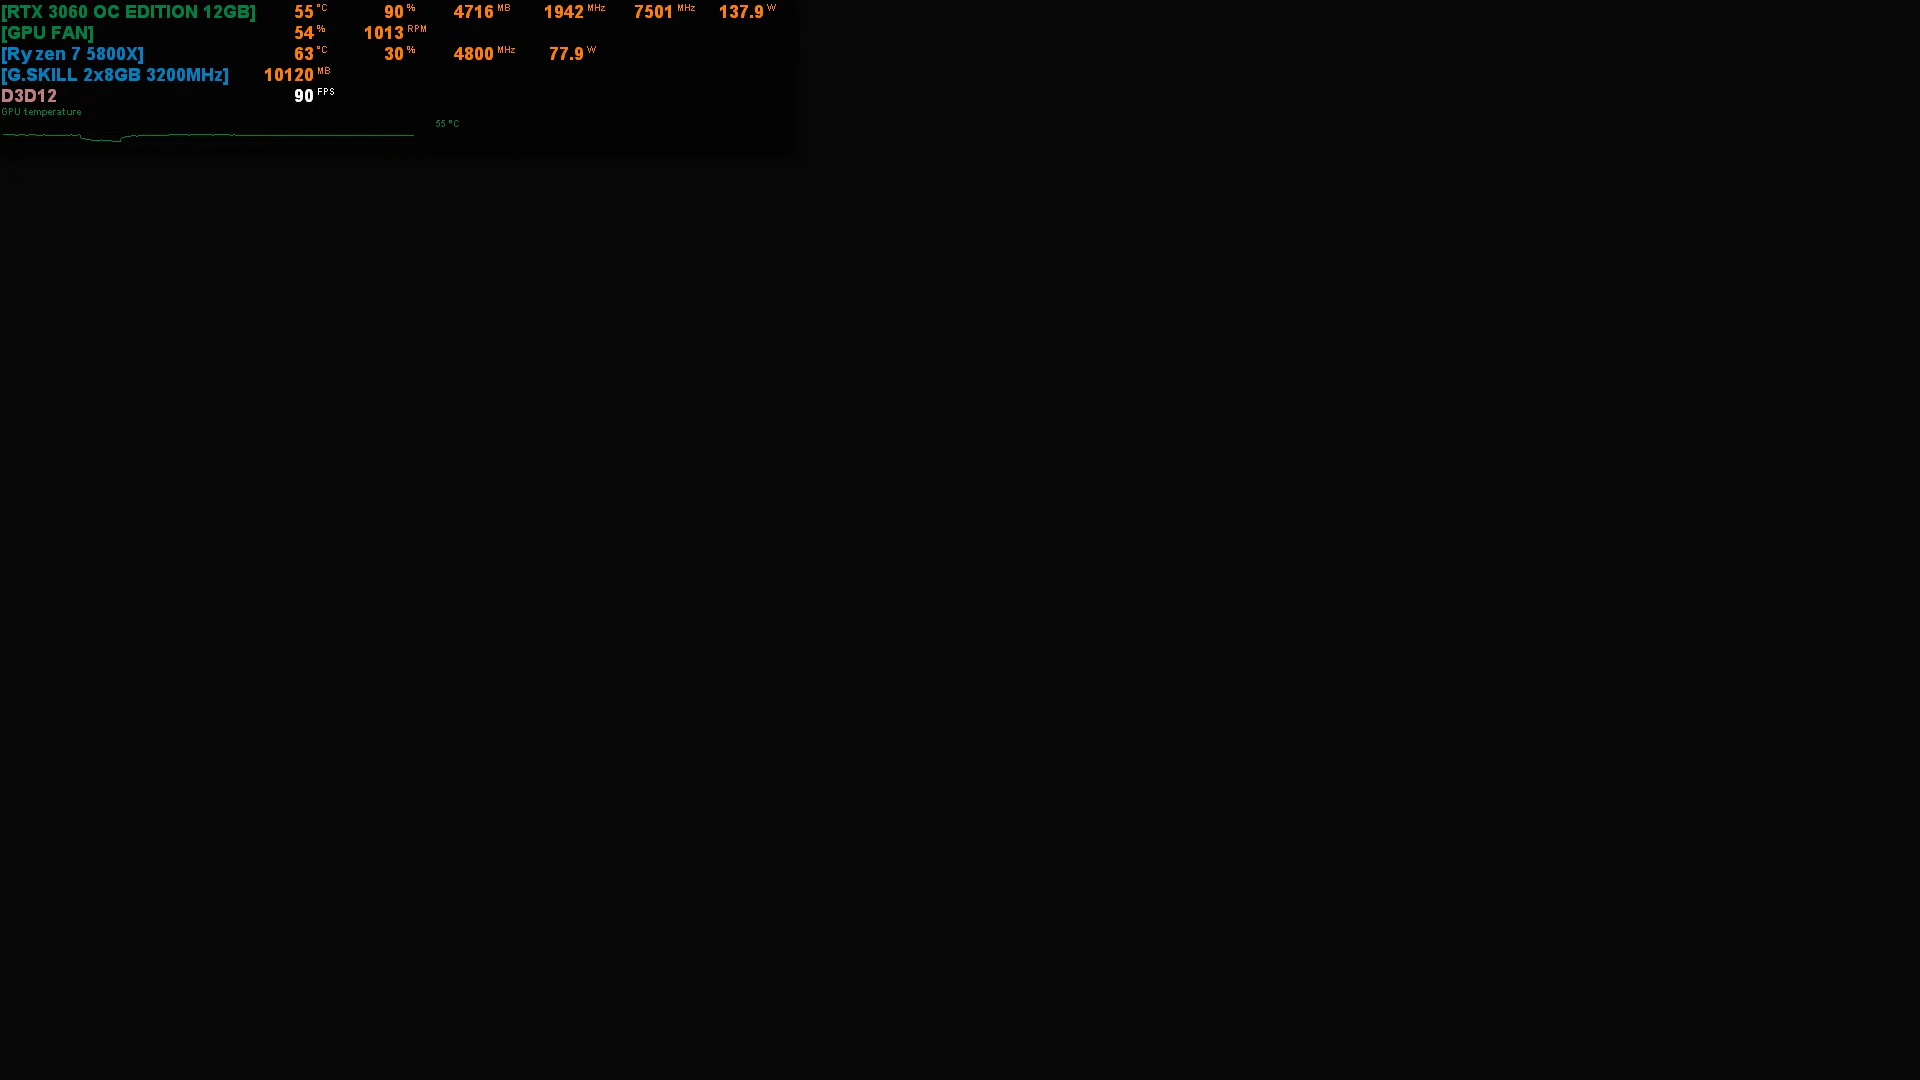 [RTX 3060 OC EDITION 12GB] 55 °C 90 % 4716 MB 1942 MHz 7501 MHz 137.9 W
[GPU FAN] 54 % 1013 RPM
[Ryzen 7 5800X] 63 °C 30 % 4800 MHz 77.9 W
[G.SKILL 2x8GB 3200MHz] 10120 MB
D3D12 90 FPS
GPU temperature
55 °C